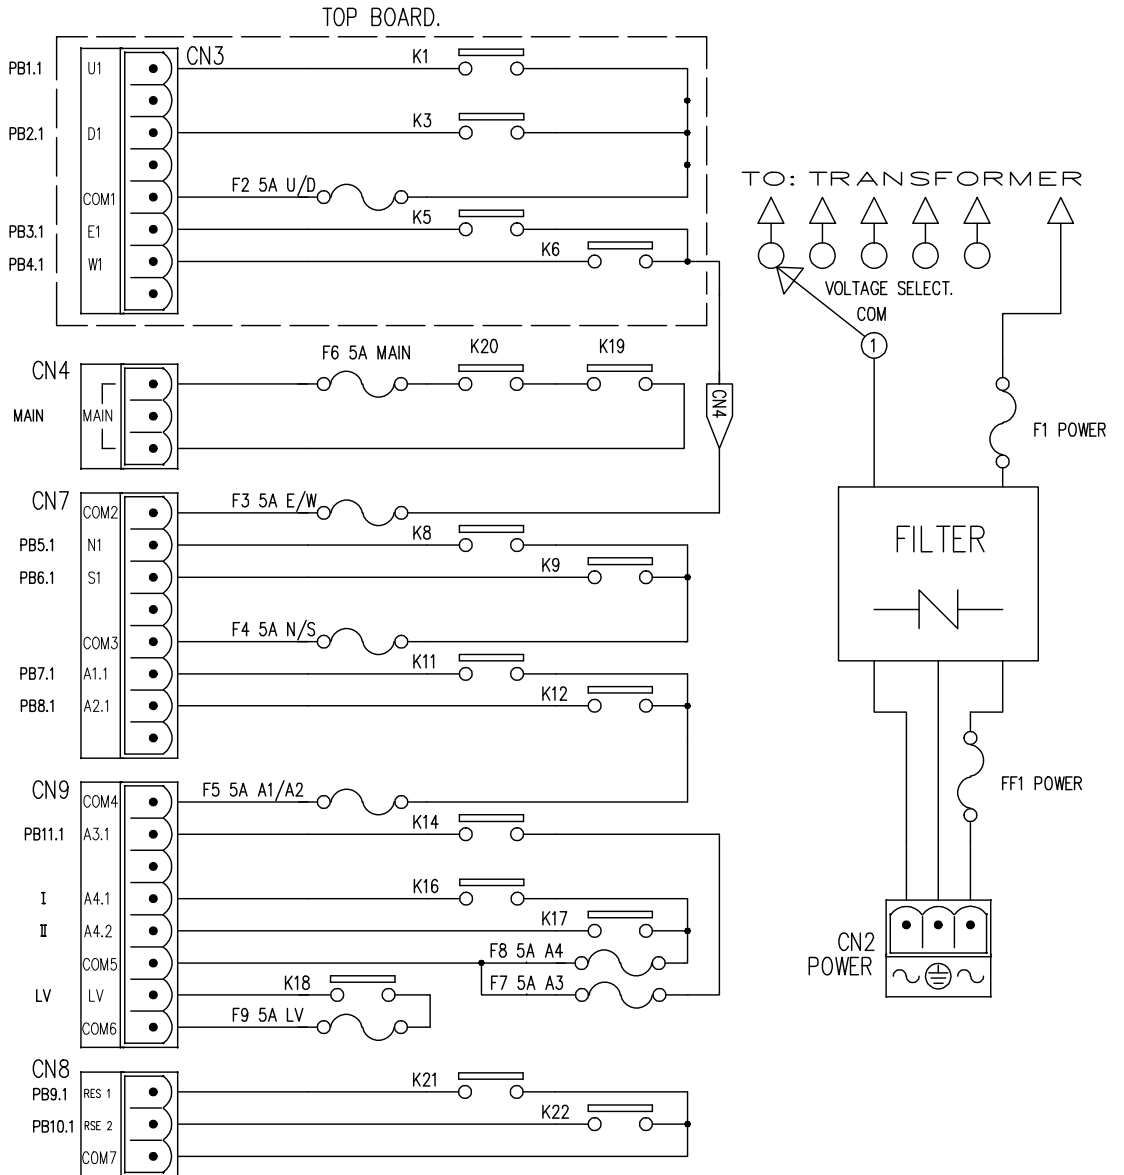 TOP BOARD.
CN3
PB1.1 U1 K1
PB2.1 D1 K3
COM1 F2 5A U/D
PB3.1 E1 K5
PB4.1 W1 K6
TO: TRANSFORMER
VOLTAGE SELECT.
COM
1
CN4
F6 5A MAIN K20 K19
MAIN MAIN
CN4
F1 POWER
CN7
COM2 F3 5A E/W
PB5.1 N1 K8
PB6.1 S1 K9
COM3 F4 5A N/S
PB7.1 A1.1 K11
PB8.1 A2.1 K12
FILTER
FF1 POWER
CN9
COM4 F5 5A A1/A2
PB11.1 A3.1 K14
I A4.1 K16
II A4.2 K17
COM5 F8 5A A4
F7 5A A3
LV LV K18
COM6 F9 5A LV
CN2
POWER
CN8
PB9.1 RES 1 K21
PB10.1 RSE 2 K22
COM7